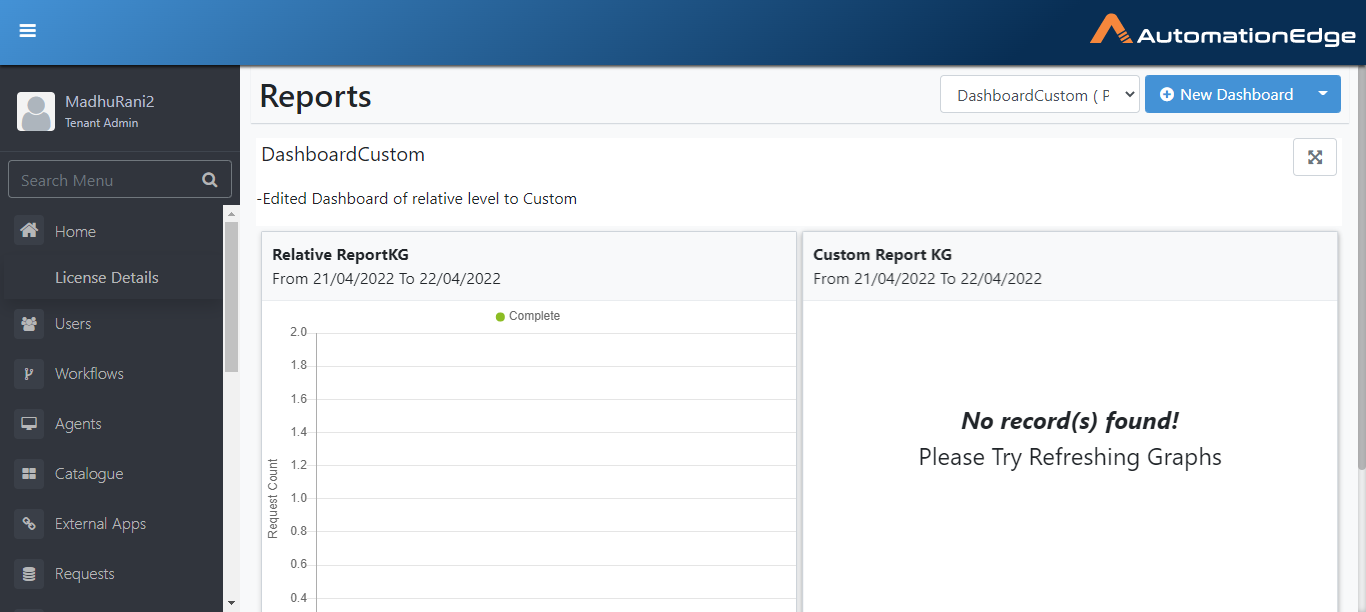 AutomationEdge
MadhuRani2
Tenant Admin
Search Menu
Home
License Details
Users
Workflows
Agents
Catalogue
External Apps
Requests
Reports
DashboardCustom ( P
New Dashboard
DashboardCustom
-Edited Dashboard of relative level to Custom
Relative ReportKG
From 21/04/2022 To 22/04/2022
Complete
2.0
1.8
1.6
1.4
1.2
1.0
0.8
0.6
0.4
Request Count
Custom Report KG
From 21/04/2022 To 22/04/2022
No record(s) found!
Please Try Refreshing Graphs